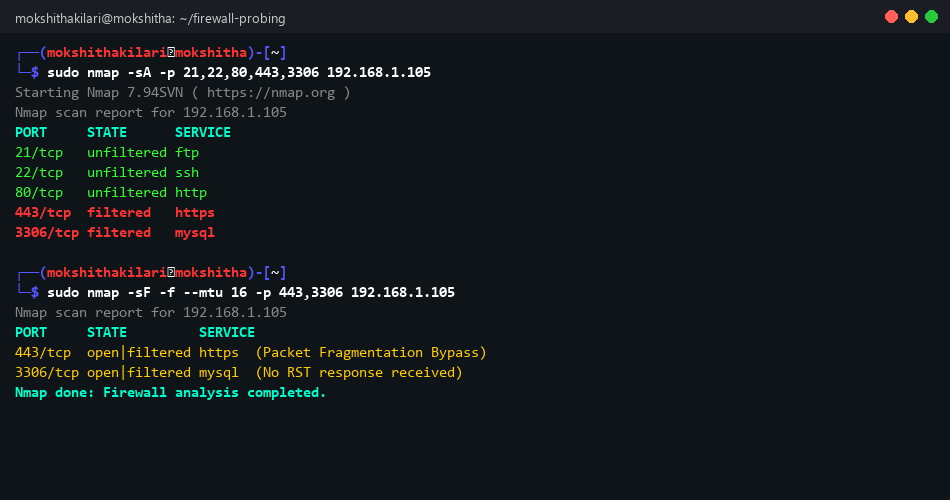 mokshithakilari@mokshitha: ~/firewall-probing
┌──(mokshithakilari㉿mokshitha)-[~]
└─$ sudo nmap -sA -p 21,22,80,443,3306 192.168.1.105
Starting Nmap 7.94SVN ( https://nmap.org )
Nmap scan report for 192.168.1.105
PORT     STATE      SERVICE
21/tcp   unfiltered ftp
22/tcp   unfiltered ssh
80/tcp   unfiltered http
443/tcp  filtered   https
3306/tcp filtered   mysql
┌──(mokshithakilari㉿mokshitha)-[~]
└─$ sudo nmap -sF -f --mtu 16 -p 443,3306 192.168.1.105
Nmap scan report for 192.168.1.105
PORT     STATE         SERVICE
443/tcp  open|filtered https  (Packet Fragmentation Bypass)
3306/tcp open|filtered mysql  (No RST response received)
Nmap done: Firewall analysis completed.